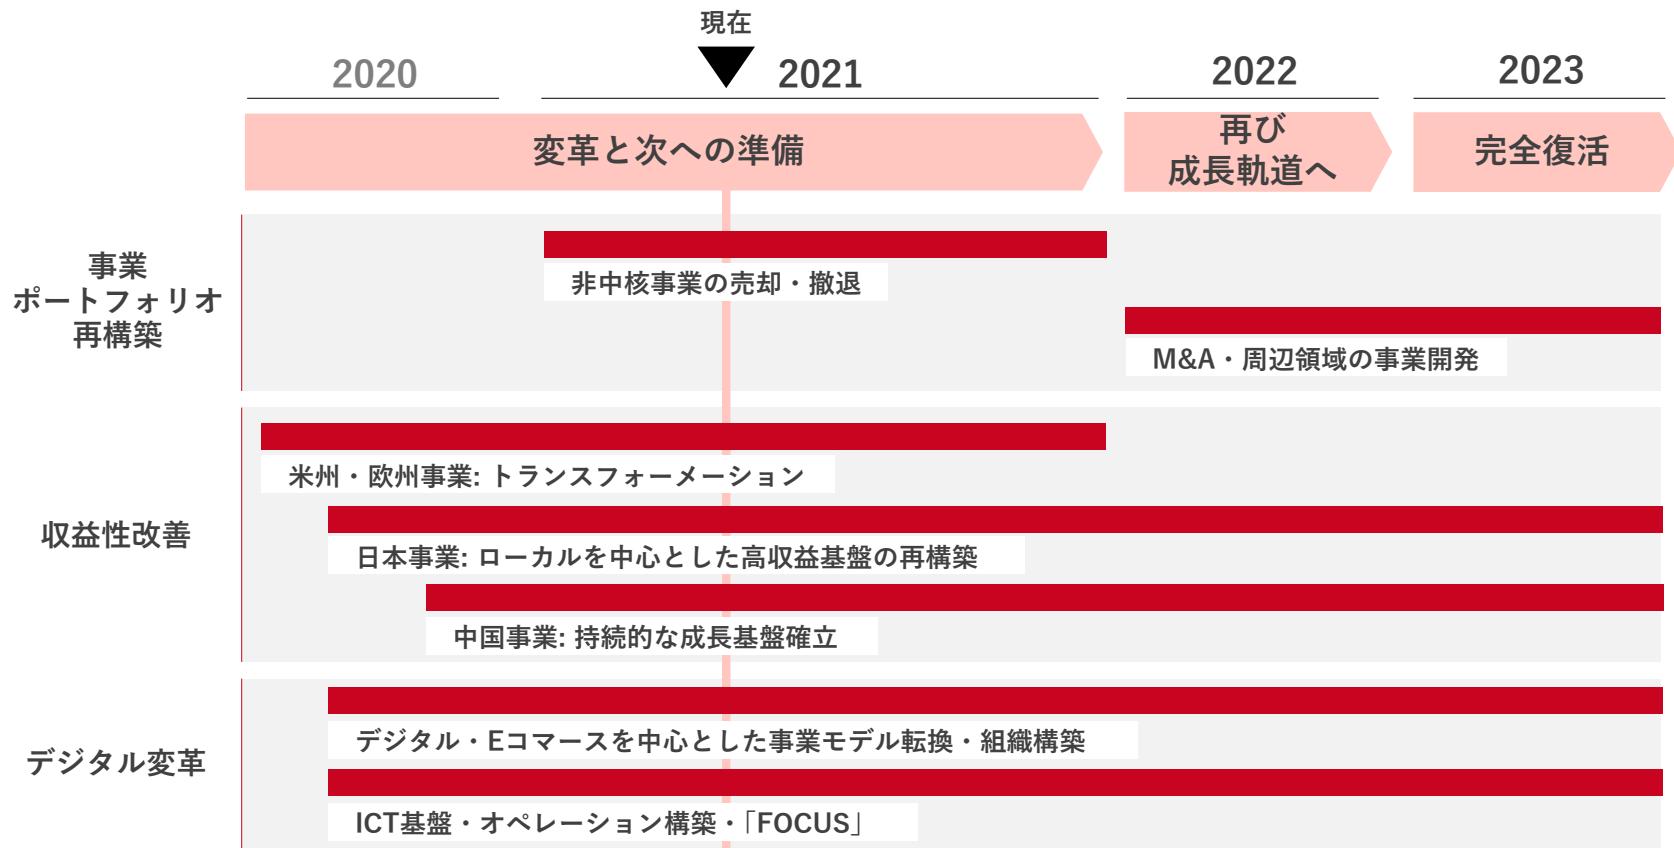 現在
2020
2021
2022
2023
変革と次への準備
再び
成長軌道へ
完全復活
事業
ポートフォリオ
再構築
非中核事業の売却・撤退
M&A・周辺領域の事業開発
収益性改善
米州・欧州事業: トランスフォーメーション
日本事業: ローカルを中心とした高収益基盤の再構築
中国事業: 持続的な成長基盤確立
デジタル変革
デジタル・Eコマースを中心とした事業モデル転換・組織構築
ICT基盤・オペレーション構築・「FOCUS」